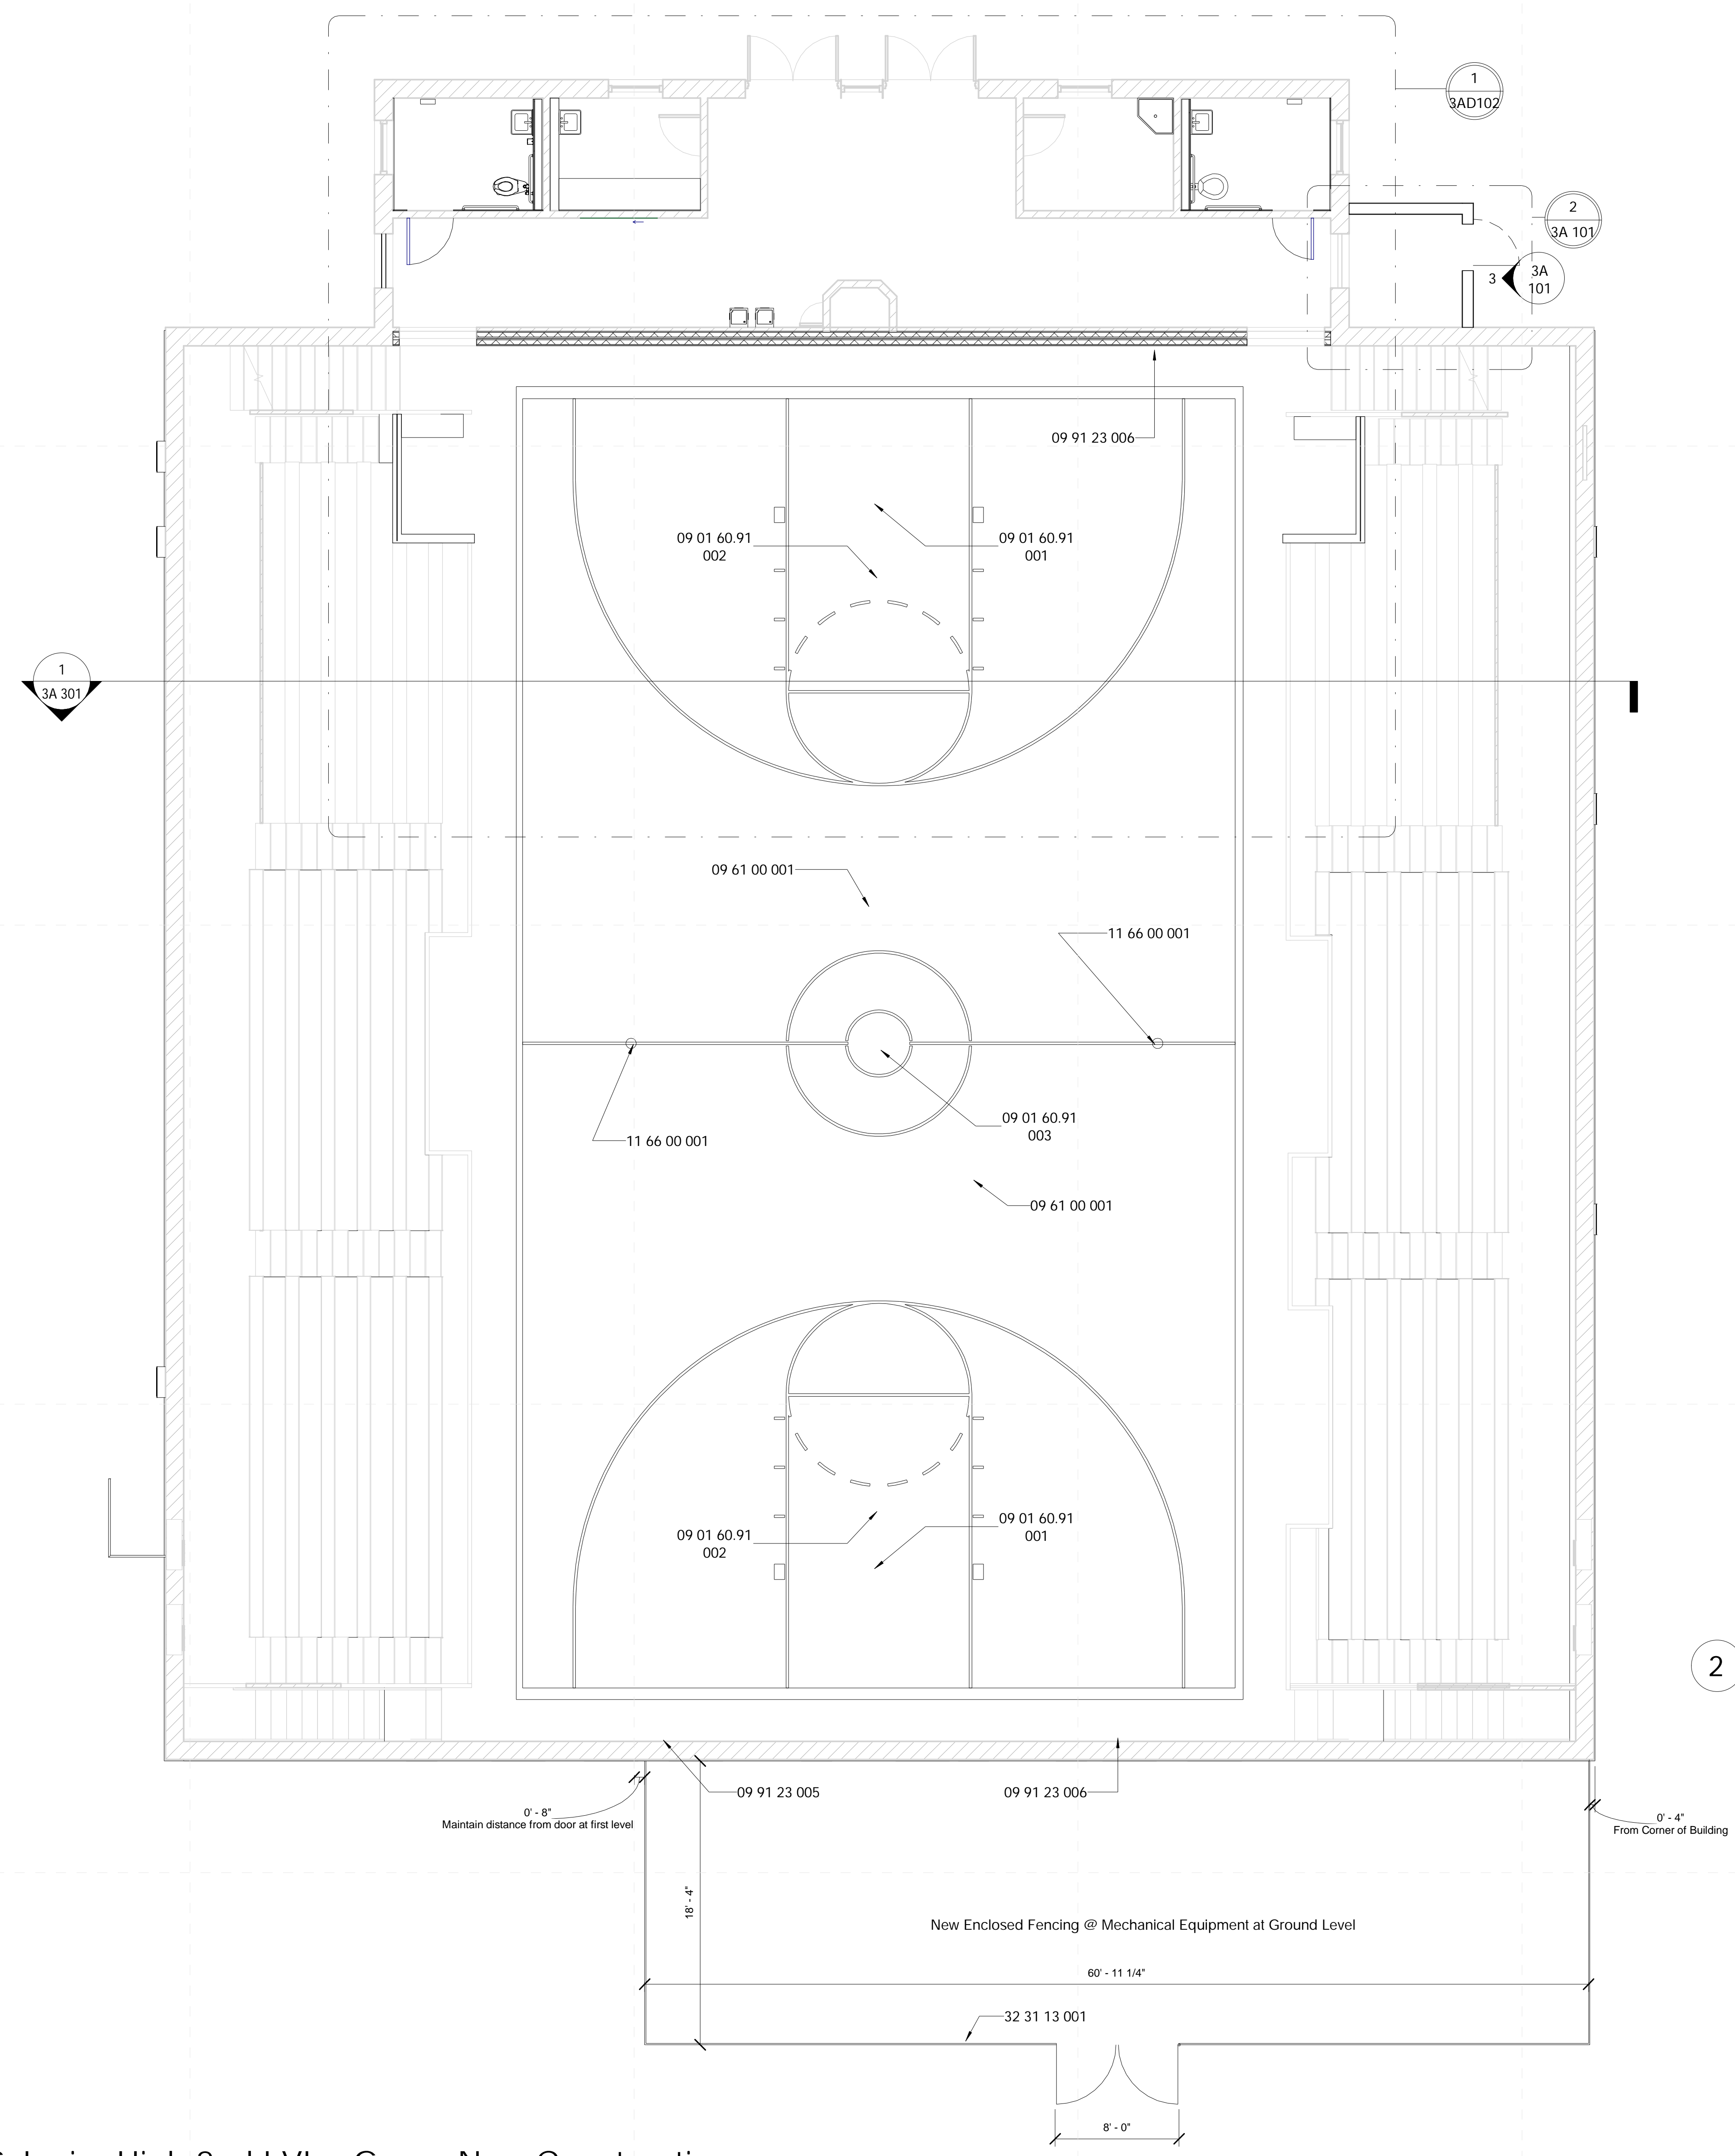 1
3AD102
2
3A 101
3
3A
101
09 91 23 006
09 01 60.91
002
09 01 60.91
001
1
3A 301
09 61 00 001
11 66 00 001
09 01 60.91
003
11 66 00 001
09 61 00 001
09 01 60.91
002
09 01 60.91
001
2
09 91 23 005
09 91 23 006
0' - 8"
Maintain distance from door at first level
0' - 4"
From Corner of Building
18' - 4"
New Enclosed Fencing @ Mechanical Equipment at Ground Level
60' - 11 1/4"
32 31 13 001
8' - 0"